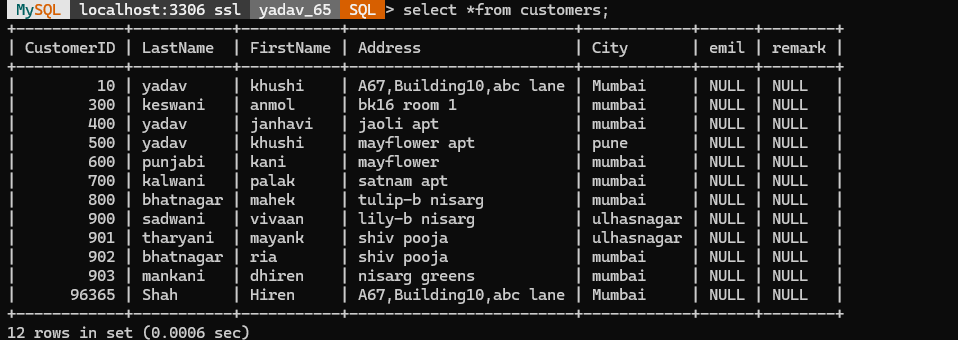 MySQL localhost:3306 ssl yadav_65 SQL > select *from customers;
+------------+-----------+-----------+-------------------------+------------+------+--------+
| CustomerID | LastName  | FirstName | Address                 | City       | emil | remark |
+------------+-----------+-----------+-------------------------+------------+------+--------+
|         10 | yadav     | khushi    | A67,Building10,abc lane | Mumbai     | NULL | NULL   |
|        300 | keswani   | anmol     | bk16 room 1             | mumbai     | NULL | NULL   |
|        400 | yadav     | janhavi   | jaoli apt               | mumbai     | NULL | NULL   |
|        500 | yadav     | khushi    | mayflower apt           | pune       | NULL | NULL   |
|        600 | punjabi   | kani      | mayflower               | mumbai     | NULL | NULL   |
|        700 | kalwani   | palak     | satnam apt              | mumbai     | NULL | NULL   |
|        800 | bhatnagar | mahek     | tulip-b nisarg          | mumbai     | NULL | NULL   |
|        900 | sadwani   | vivaan    | lily-b nisarg           | ulhasnagar | NULL | NULL   |
|        901 | tharyani  | mayank    | shiv pooja              | ulhasnagar | NULL | NULL   |
|        902 | bhatnagar | ria       | shiv pooja              | mumbai     | NULL | NULL   |
|        903 | mankani   | dhiren    | nisarg greens           | mumbai     | NULL | NULL   |
|      96365 | Shah      | Hiren     | A67,Building10,abc lane | Mumbai     | NULL | NULL   |
+------------+-----------+-----------+-------------------------+------------+------+--------+
12 rows in set (0.0006 sec)